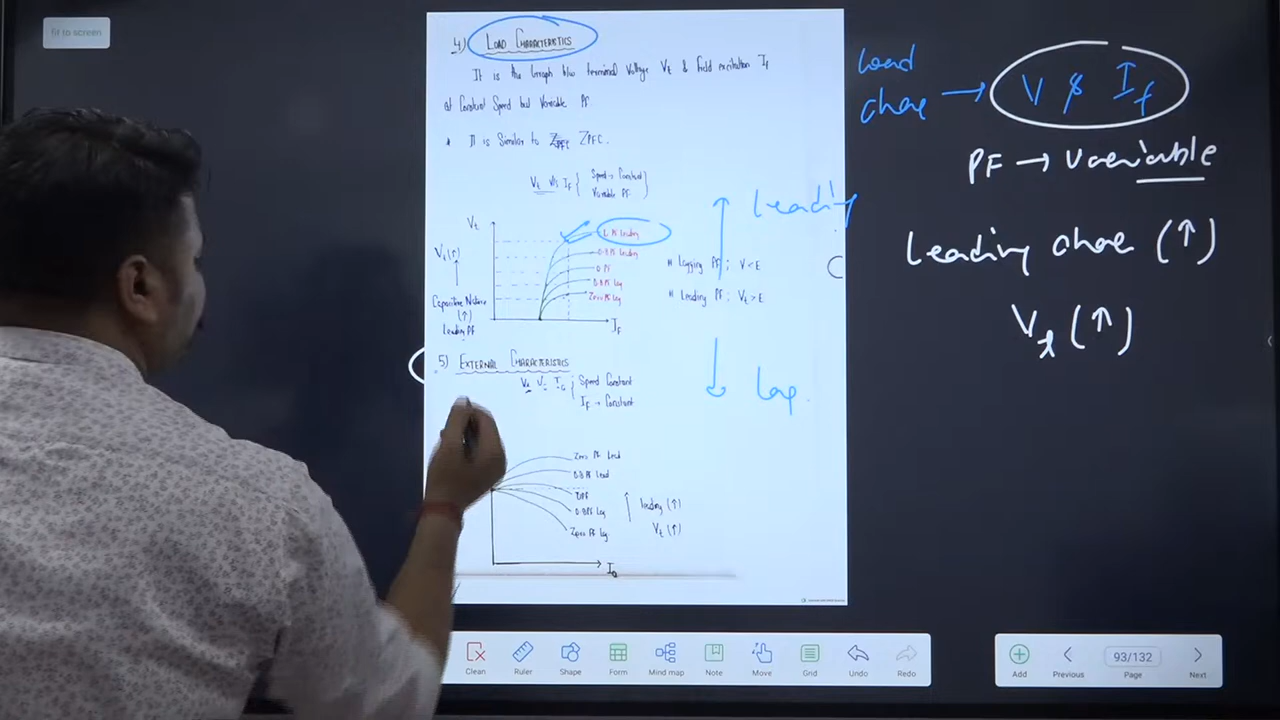 fit to screen
4) LOAD CHARACTERISTICS
It is the Graph b/w terminal Voltage Vt & Field excitation If
at Constant Speed but Variable PF
It is Similar to ZPFC.
Vt v/s If { Speed → Constant
Variable PF }
Vt
Vt(↑)
Capacitive Nature
(↑)
Leading PF
PF Leading
0.8 PF Leading
0.8 PF Lag
Zero PF Lag
If
# Lagging PF ; V < E
# Leading PF ; Vt > E
5) EXTERNAL CHARACTERISTICS
Speed Constant
If → Constant
Zero PF Lead
0.8 PF Lead
UPF
0.8 PF Lag
Zero PF Lag
Ia
leading (↑)
Vt (↑)
Leading
Lag
Load
char → V & If
PF → Variable
Leading char (↑)
Vt (↑)
Clean
Ruler
Shape
Form
Mind map
Note
Move
Grid
Undo
Redo
Add
Previous
93/132
Page
Next